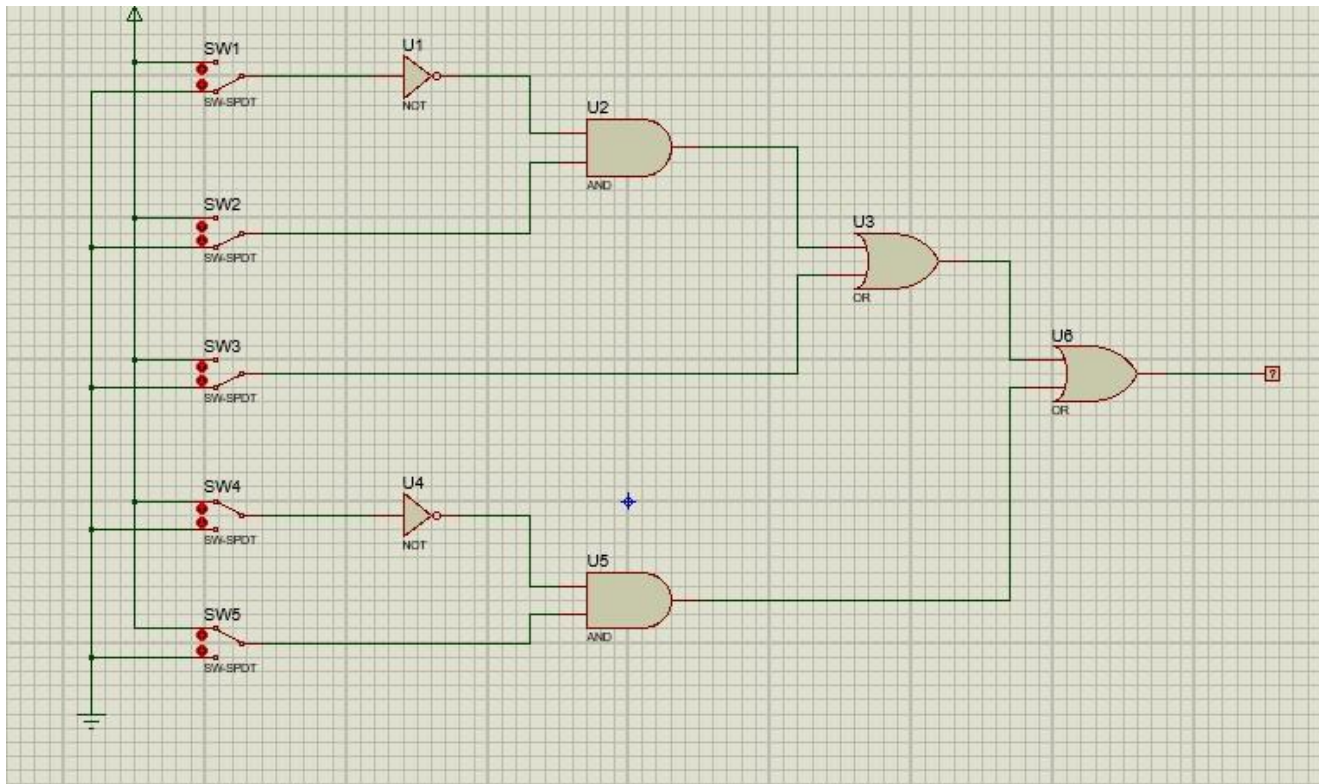 SW1
SW-SPDT
U1
NOT
U2
AND
SW2
SW-SPDT
U3
OR
SW3
SW-SPDT
U6
OR
?
SW4
SW-SPDT
U4
NOT
U5
AND
SW5
SW-SPDT